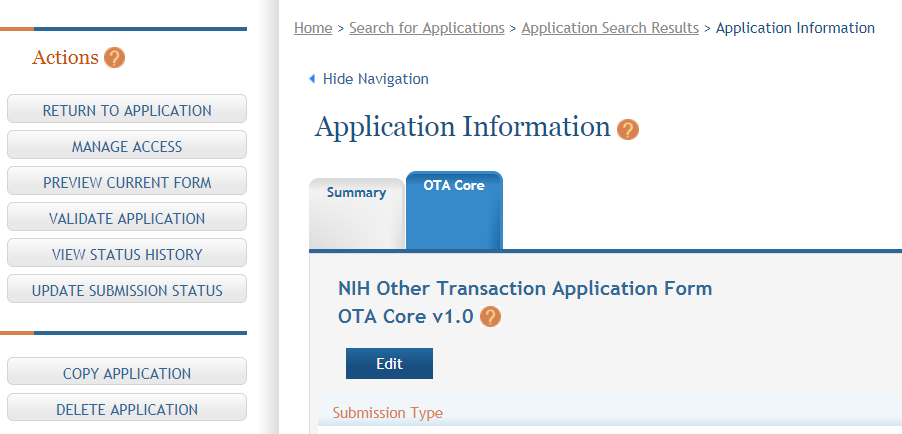 Actions ?
RETURN TO APPLICATION
MANAGE ACCESS
PREVIEW CURRENT FORM
VALIDATE APPLICATION
VIEW STATUS HISTORY
UPDATE SUBMISSION STATUS
COPY APPLICATION
DELETE APPLICATION
Home > Search for Applications > Application Search Results > Application Information
Hide Navigation
Application Information ?
Summary
OTA Core
NIH Other Transaction Application Form
OTA Core v1.0 ?
Edit
Submission Type